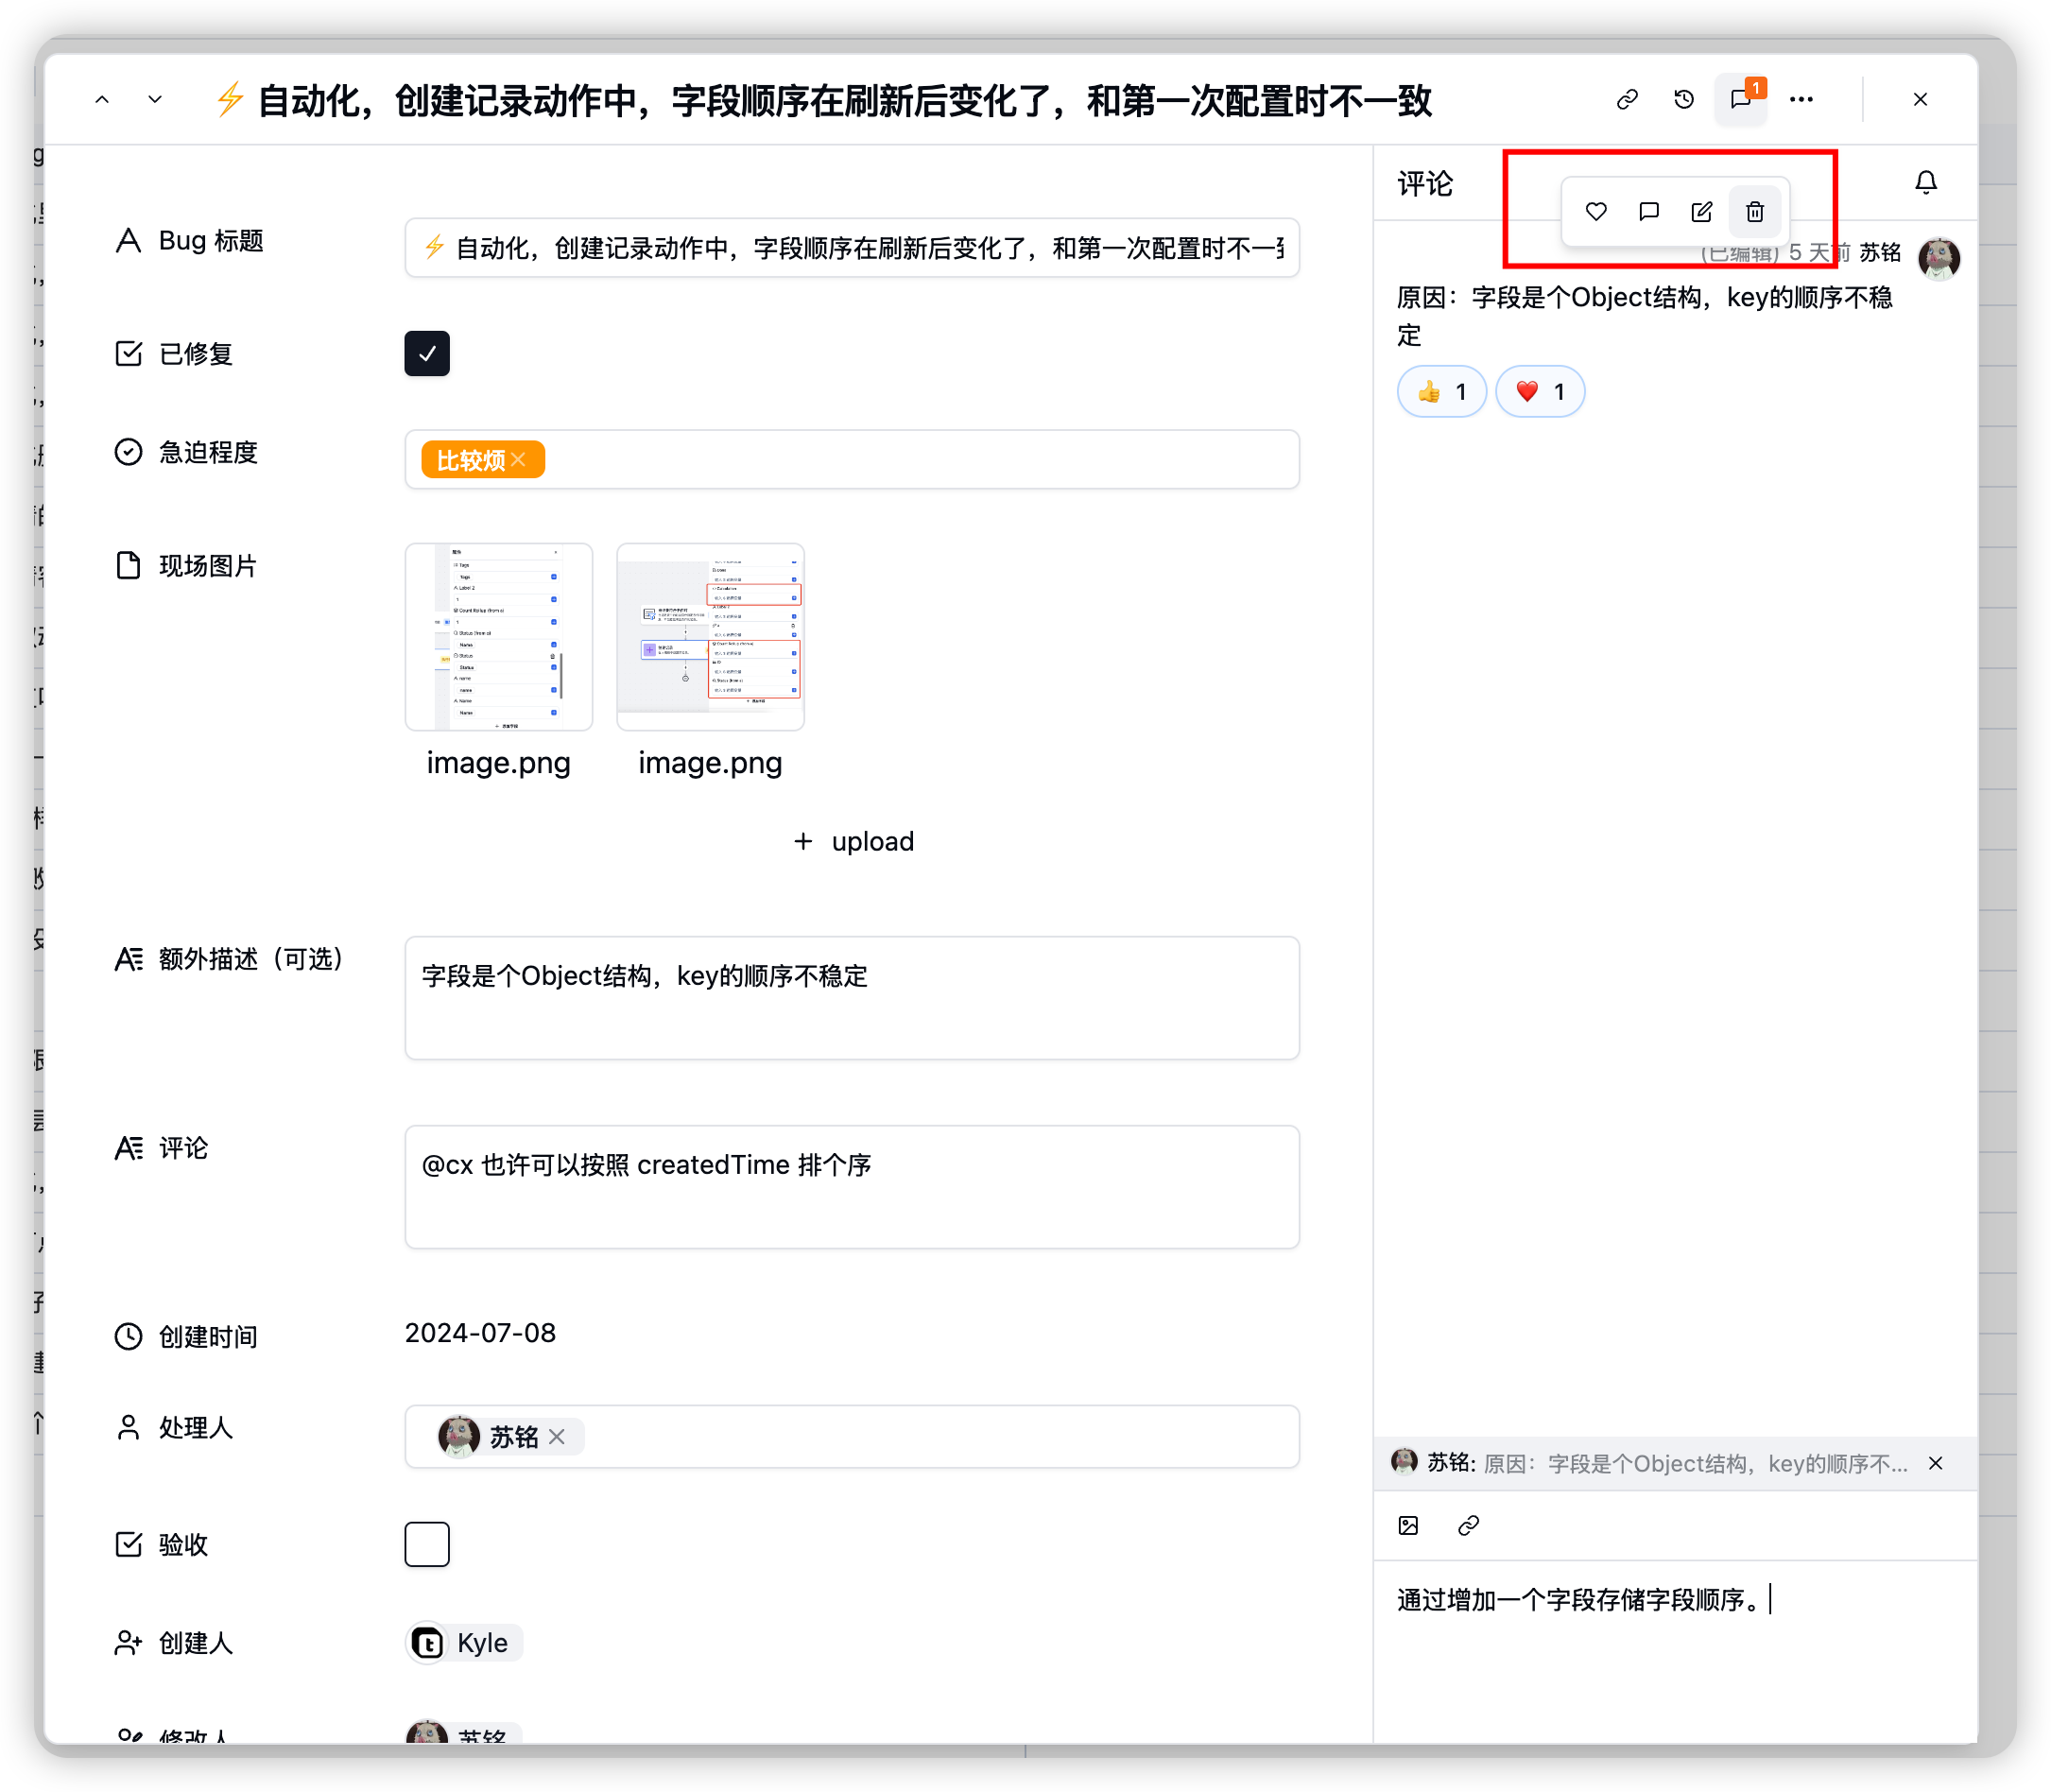 ⚡ 自动化，创建记录动作中，字段顺序在刷新后变化了，和第一次配置时不一致
1
Bug 标题
⚡ 自动化，创建记录动作中，字段顺序在刷新后变化了，和第一次配置时不一
已修复
急迫程度
比较烦
现场图片
image.png
image.png
+ upload
额外描述（可选）
字段是个Object结构，key的顺序不稳定
评论
@cx 也许可以按照 createdTime 排个序
创建时间
2024-07-08
处理人
苏铭
验收
创建人
Kyle
修改人
苏铭
评论
(已编辑) 5 天前 苏铭
原因：字段是个Object结构，key的顺序不稳
定
👍 1 ❤️ 1
苏铭: 原因：字段是个Object结构，key的顺序不...
通过增加一个字段存储字段顺序。